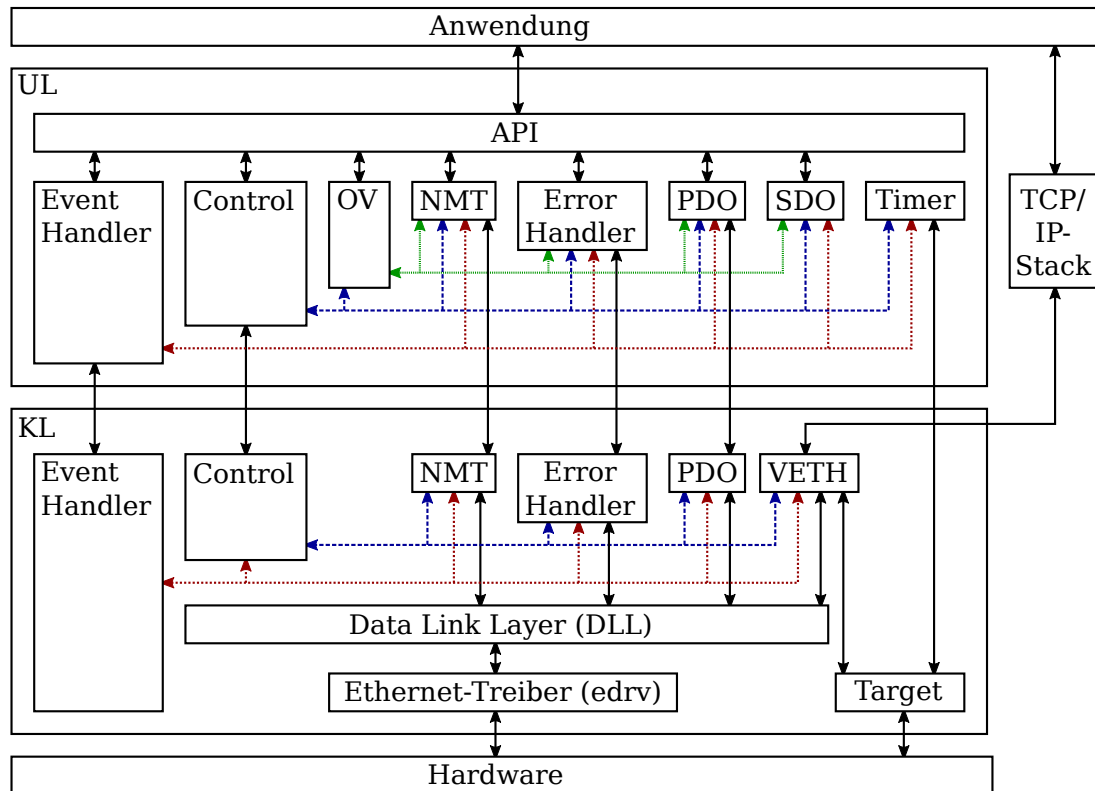 Anwendung
UL
API
Event
Handler
Control
OV
NMT
Error
Handler
PDO
SDO
Timer
TCP/
IP-
Stack
KL
Event
Handler
Control
NMT
Error
Handler
PDO
VETH
Data Link Layer (DLL)
Ethernet-Treiber (edrv)
Target
Hardware